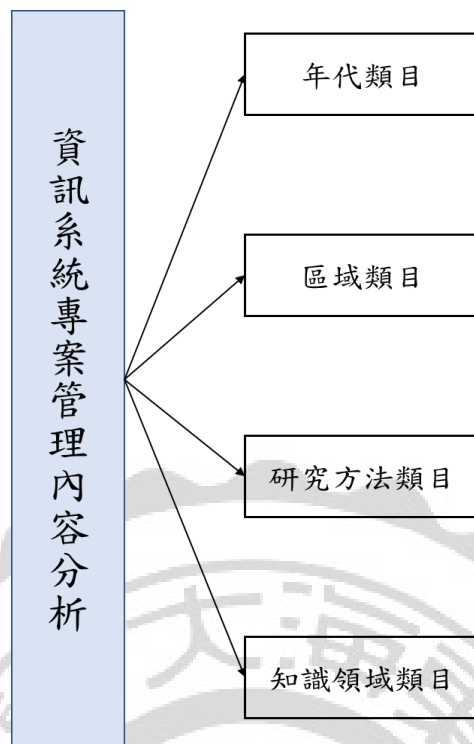 資訊系統專案管理內容分析
年代類目
區域類目
研究方法類目
知識領域類目